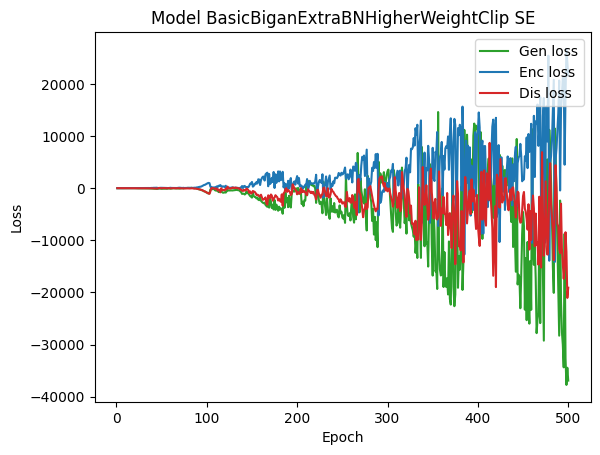 Model BasicBiganExtraBNHigherWeightClip SE
Gen loss
Enc loss
Dis loss
20000
10000
0
−10000
−20000
−30000
−40000
Loss
0
100
200
300
400
500
Epoch